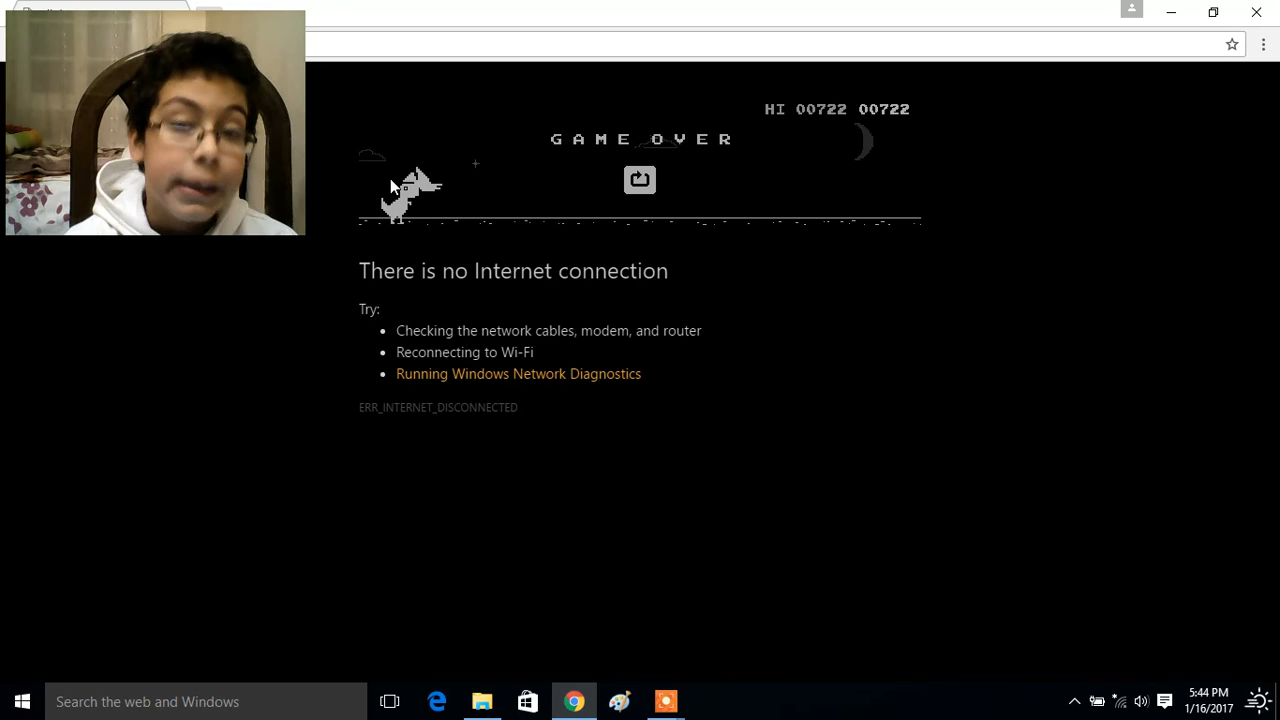 HI 00722 00722
GAME OVER
There is no Internet connection
Try:
Checking the network cables, modem, and router
Reconnecting to Wi-Fi
Running Windows Network Diagnostics
ERR_INTERNET_DISCONNECTED
Search the web and Windows
5:44 PM
1/16/2017